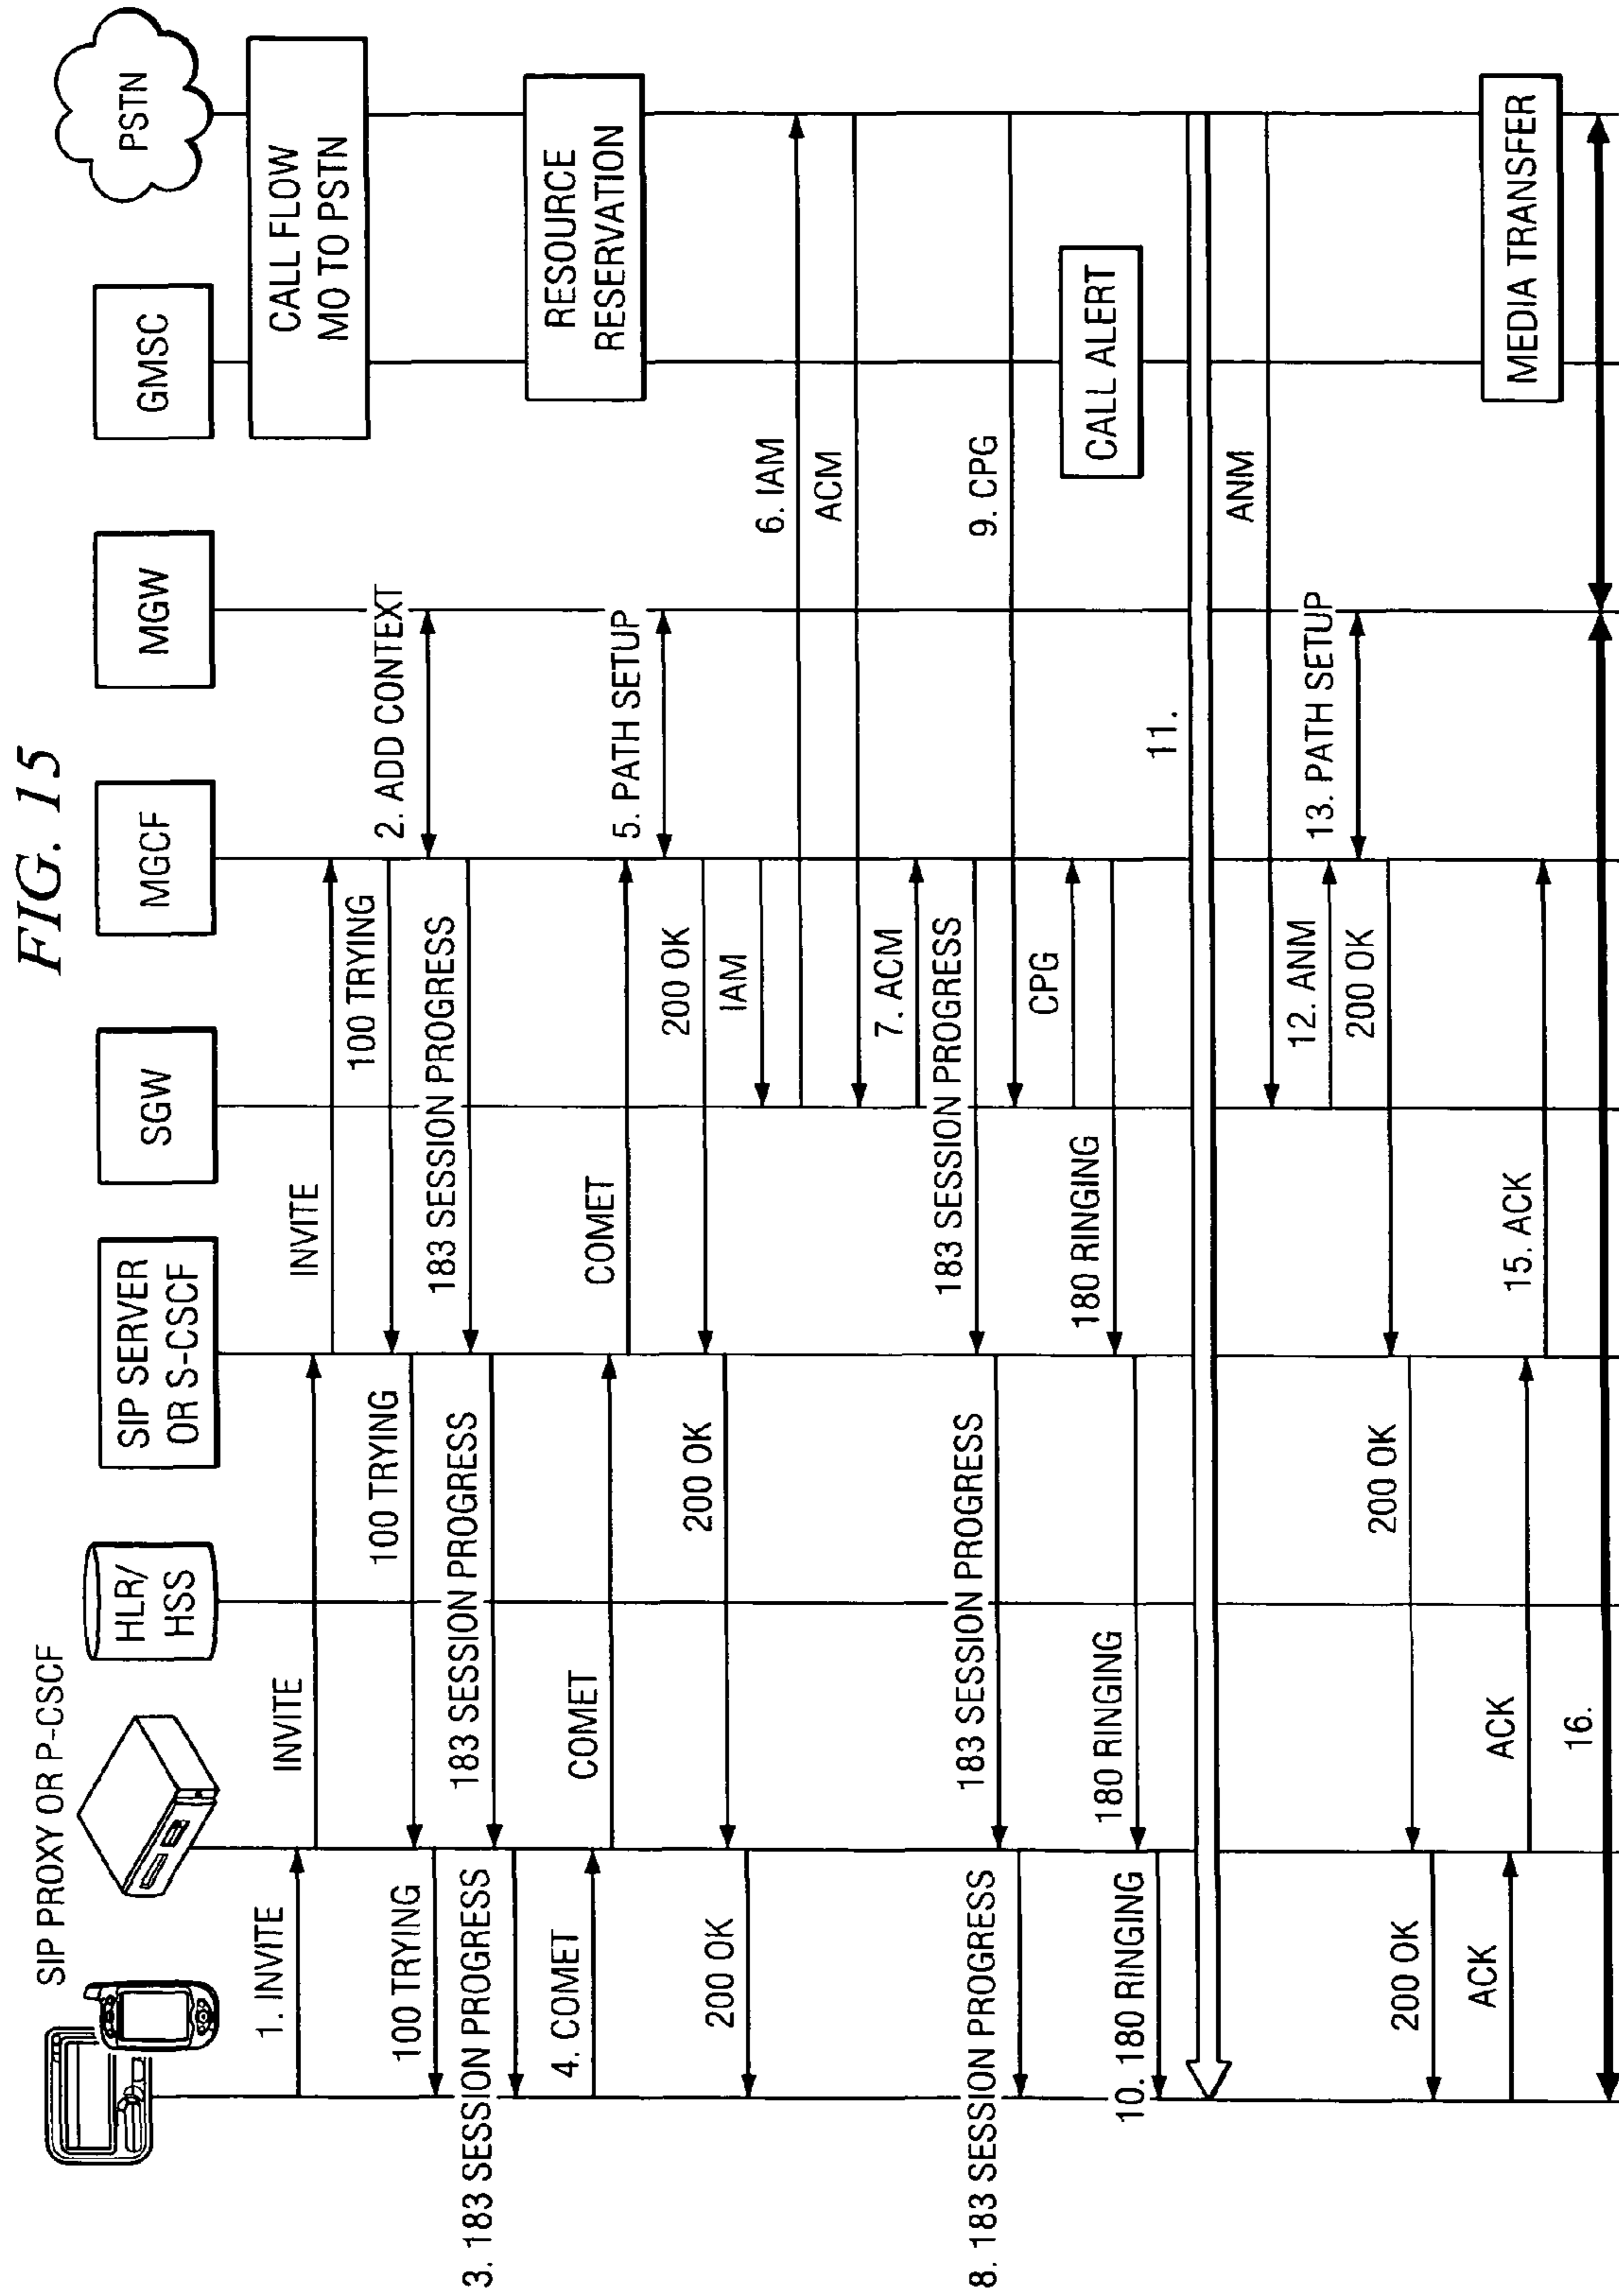 FIG. 15
SIP PROXY OR P-CSCF
HLR/
HSS
SIP SERVER
OR S-CSCF
SGW
MGCF
MGW
GMSC
PSTN
CALL FLOW
MO TO PSTN
1. INVITE
INVITE
INVITE
100 TRYING
2. ADD CONTEXT
100 TRYING
100 TRYING
183 SESSION PROGRESS
183 SESSION PROGRESS
3. 183 SESSION PROGRESS
RESOURCE
RESERVATION
4. COMET
COMET
COMET
5. PATH SETUP
200 OK
200 OK
200 OK
IAM
6. IAM
ACM
7. ACM
183 SESSION PROGRESS
183 SESSION PROGRESS
8. 183 SESSION PROGRESS
9. CPG
CPG
180 RINGING
180 RINGING
10. 180 RINGING
CALL ALERT
11.
ANM
12. ANM
13. PATH SETUP
200 OK
200 OK
200 OK
ACK
ACK
15. ACK
MEDIA TRANSFER
16.